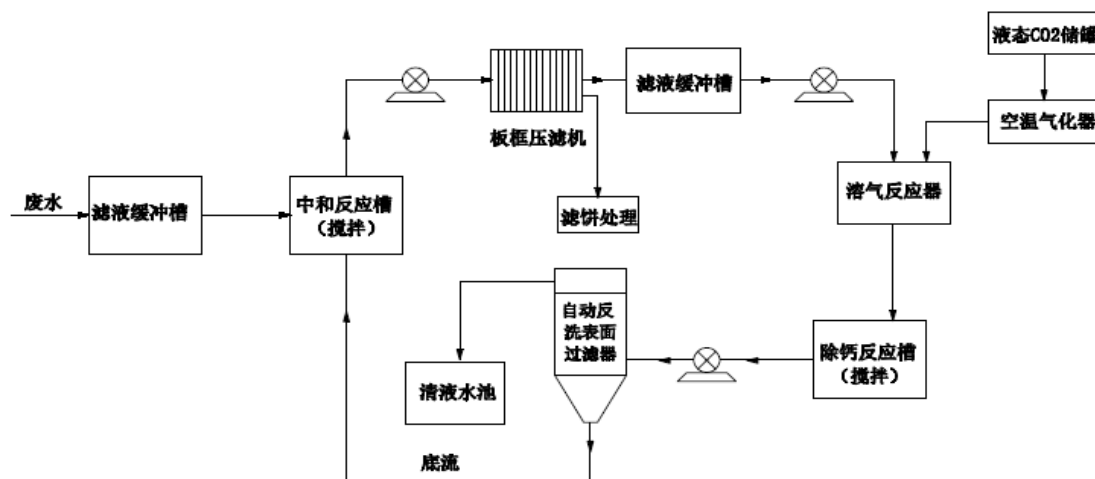 废水
滤液缓冲槽
中和反应槽
（搅拌）
板框压滤机
滤饼处理
滤液缓冲槽
液态CO2储罐
空温气化器
溶气反应器
除钙反应槽
（搅拌）
自动反
洗表面
过滤器
清液水池
底流